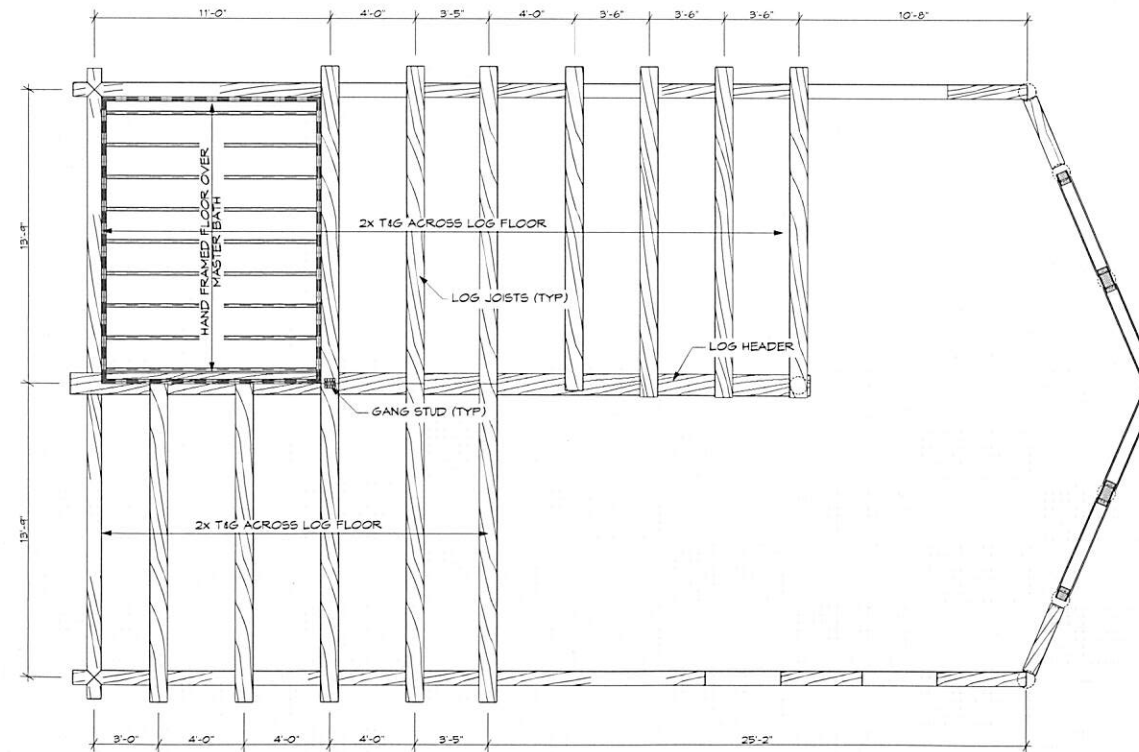 11'-0"
4'-0"
3'-5"
4'-0"
3'-6"
3'-6"
3'-6"
10'-8"
13'-9"
HAND FRAMED FLOOR OVER
MASTER BATH
2x T&G ACROSS LOG FLOOR
LOG JOISTS (TYP)
LOG HEADER
GANG STUD (TYP)
13'-9"
2x T&G ACROSS LOG FLOOR
3'-0"
4'-0"
4'-0"
4'-0"
3'-5"
25'-2"